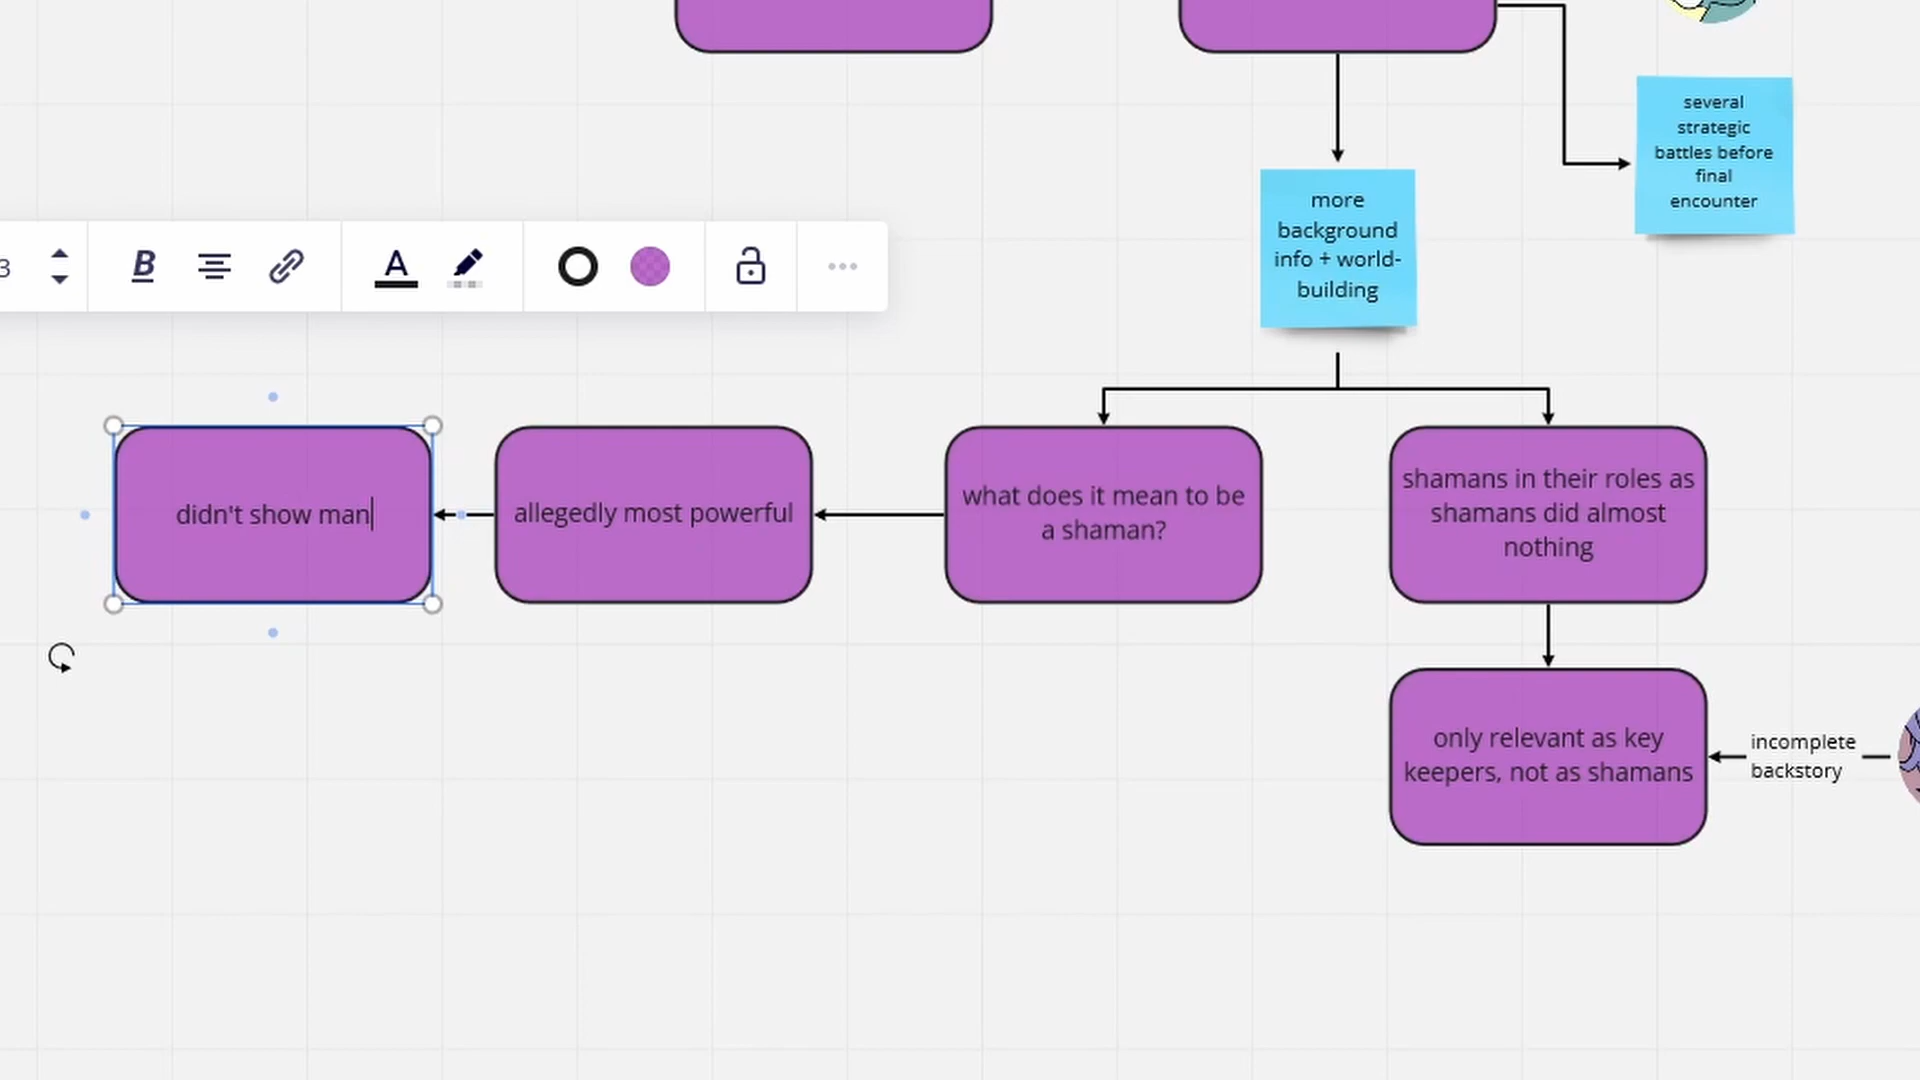 several
strategic
battles before
final
encounter
more
background
info + world-
building
3
B
A
didn't show man
allegedly most powerful
what does it mean to be
a shaman?
shamans in their roles as
shamans did almost
nothing
only relevant as key
keepers, not as shamans
incomplete
backstory